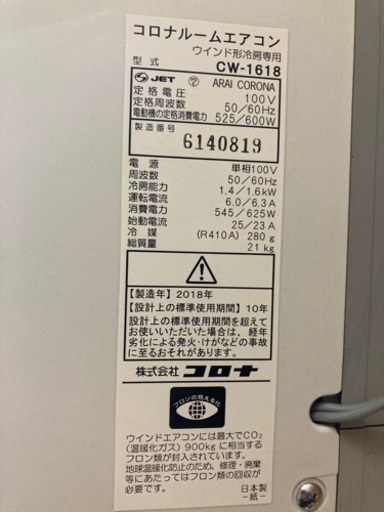 コロナルームエアコン
ウインド形冷房専用
型式 CW-1618
JET ARAI CORONA
定格電圧 100V
定格周波数 50/60Hz
電動機の定格消費電力 525/600W
製造番号 6140819
電源 単相100V
周波数 50/60Hz
冷房能力 1.4/1.6kW
運転電流 6.0/6.3A
消費電力 545/625W
始動電流 25/23A
冷媒 (R410A) 280g
総質量 21kg
【製造年】2018年
【設計上の標準使用期間】10年
設計上の標準使用期間を超えて
お使いいただいた場合は、経年
劣化による発火・けがなどの事故
に至るおそれがあります。
株式会社 コロナ
フロンの見える化
ウインドエアコンには最大でCO₂
(温暖化ガス)900kgに相当する
フロン類が封入されています。
地球温暖化防止のため、修理・廃棄
等にあたってはフロン類の回収が
必要です。
日本製
-紙-